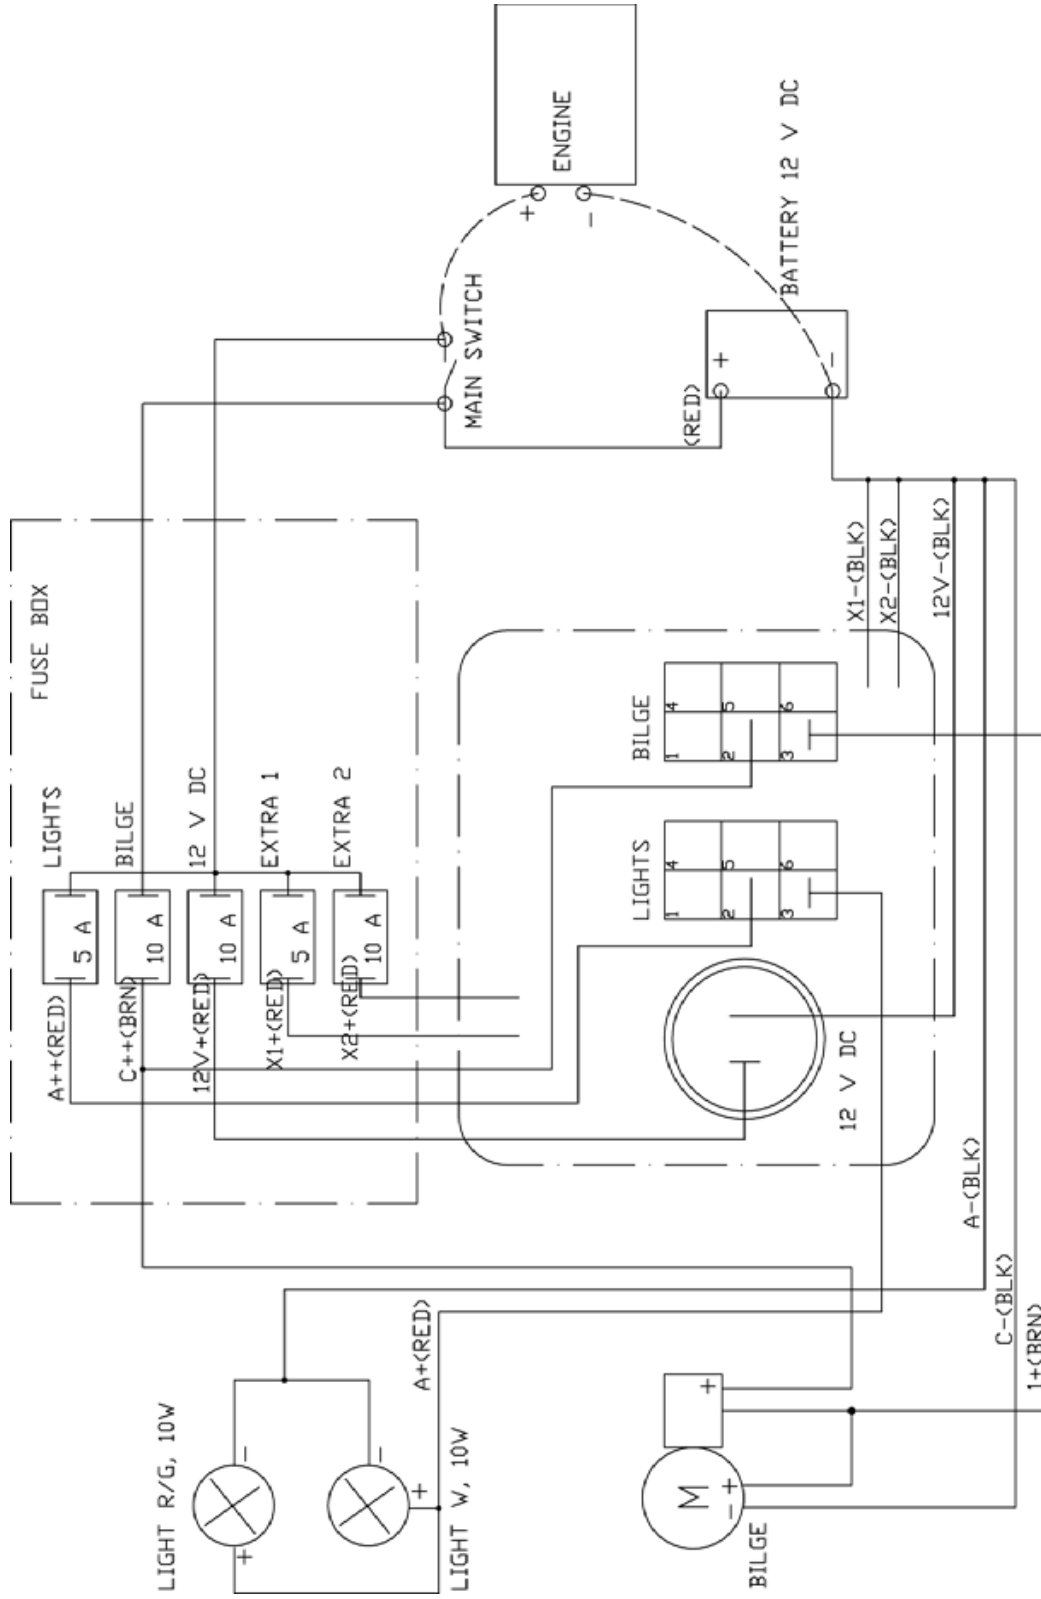 ENGINE
+
-
BATTERY 12 V DC
MAIN SWITCH
(RED)
+
-
FUSE BOX
LIGHTS
BILGE
12 V DC
EXTRA 1
EXTRA 2
5 A
10 A
10 A
5 A
10 A
A++(RED)
C++(BRN)
12V+(RED)
X1+(RED)
X2+(RED)
BILGE
1 4
2 5
3 6
LIGHTS
1 4
2 5
3 6
12 V DC
X1-(BLK)
X2-(BLK)
12V-(BLK)
A-(BLK)
C-(BLK)
1+(BRN)
A+(RED)
LIGHT R/G, 10W
+
-
LIGHT W, 10W
+
-
BILGE
M
- +
+